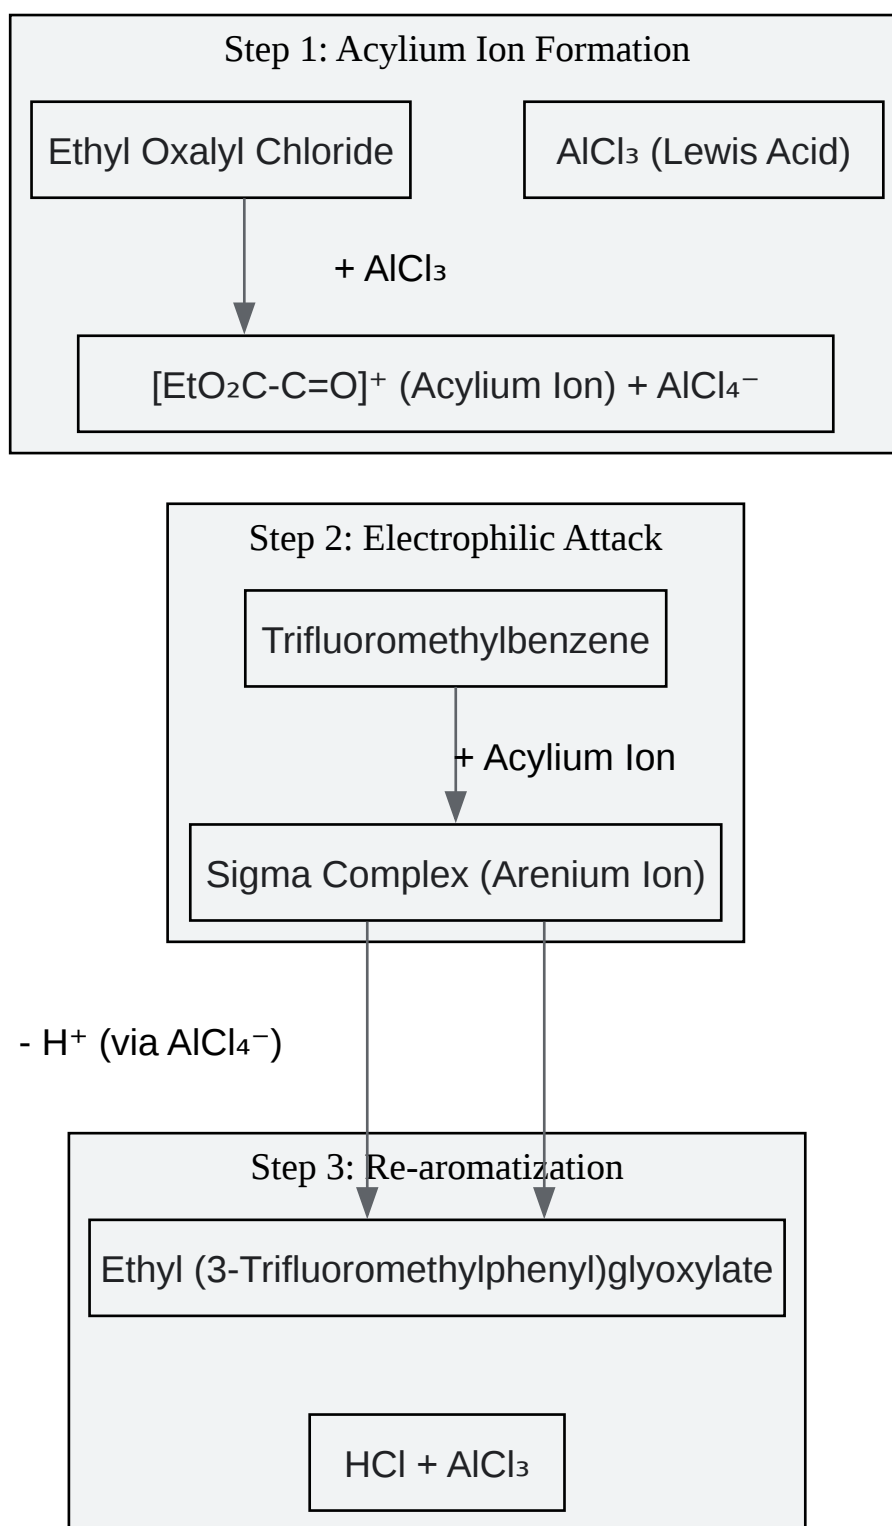 Step 1: Acylium Ion Formation
Ethyl Oxalyl Chloride
AlCl₃ (Lewis Acid)
+ AlCl₃
[EtO₂C-C=O]⁺ (Acylium Ion) + AlCl₄⁻
Step 2: Electrophilic Attack
Trifluoromethylbenzene
+ Acylium Ion
Sigma Complex (Arenium Ion)
- H⁺ (via AlCl₄⁻)
Step 3: Re-aromatization
Ethyl (3-Trifluoromethylphenyl)glyoxylate
HCl + AlCl₃